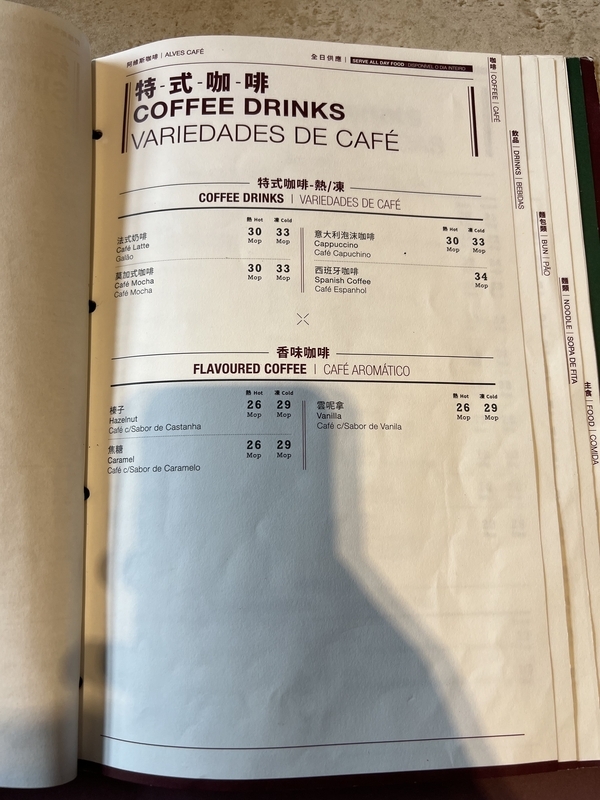 阿維斯咖啡 | ALVES CAFÉ
全日供應 | SERVE ALL DAY FOOD DISPONÍVEL O DIA INTEIRO
特-式-咖-啡
COFFEE DRINKS
VARIEDADES DE CAFÉ
特式咖啡-熱/凍
COFFEE DRINKS | VARIEDADES DE CAFÉ
熱 Hot 凍 Cold
法式奶啡 30 33
Café Latte Mop Mop
Galão
莫加式咖啡 30 33
Café Mocha Mop Mop
Café Mocha
熱 Hot 凍 Cold
意大利泡沫咖啡 30 33
Cappuccino Mop Mop
Café Capuchino
西班牙咖啡 34
Spanish Coffee Mop
Café Espanhol
香味咖啡
FLAVOURED COFFEE | CAFÉ AROMÁTICO
熱 Hot 凍 Cold
榛子 26 29
Hazelnut Mop Mop
Café c/Sabor de Castanha
焦糖 26 29
Caramel Mop Mop
Café c/Sabor de Caramelo
熱 Hot 凍 Cold
雲呢拿 26 29
Vanilla Mop Mop
Café c/Sabor de Vanila
咖啡 | COFFEE | CAFÉ
飲品 | DRINKS | BEBIDAS
麵包類 | BUN | PÃO
麵類 | NOODLE | SOPA DE FITA
主食 | FOOD | COMIDA